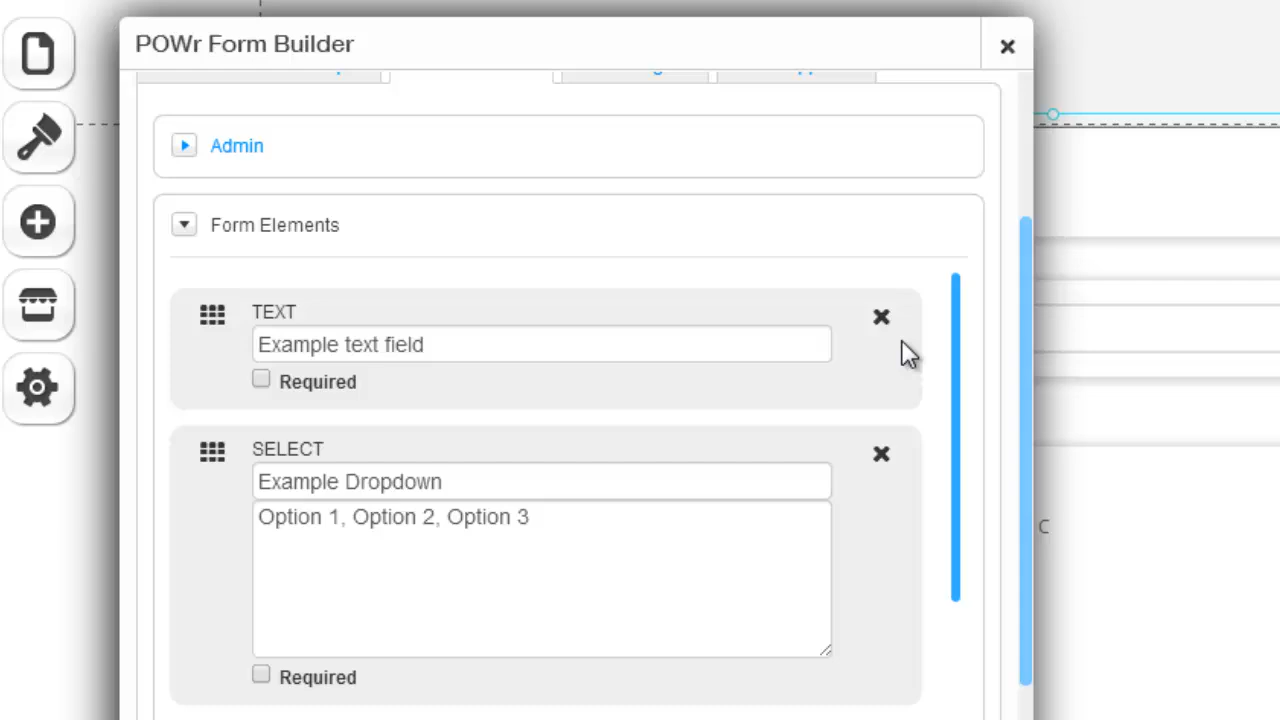 POWr Form Builder
Admin
Form Elements
TEXT
Example text field
Required
SELECT
Example Dropdown
Option 1, Option 2, Option 3
Required